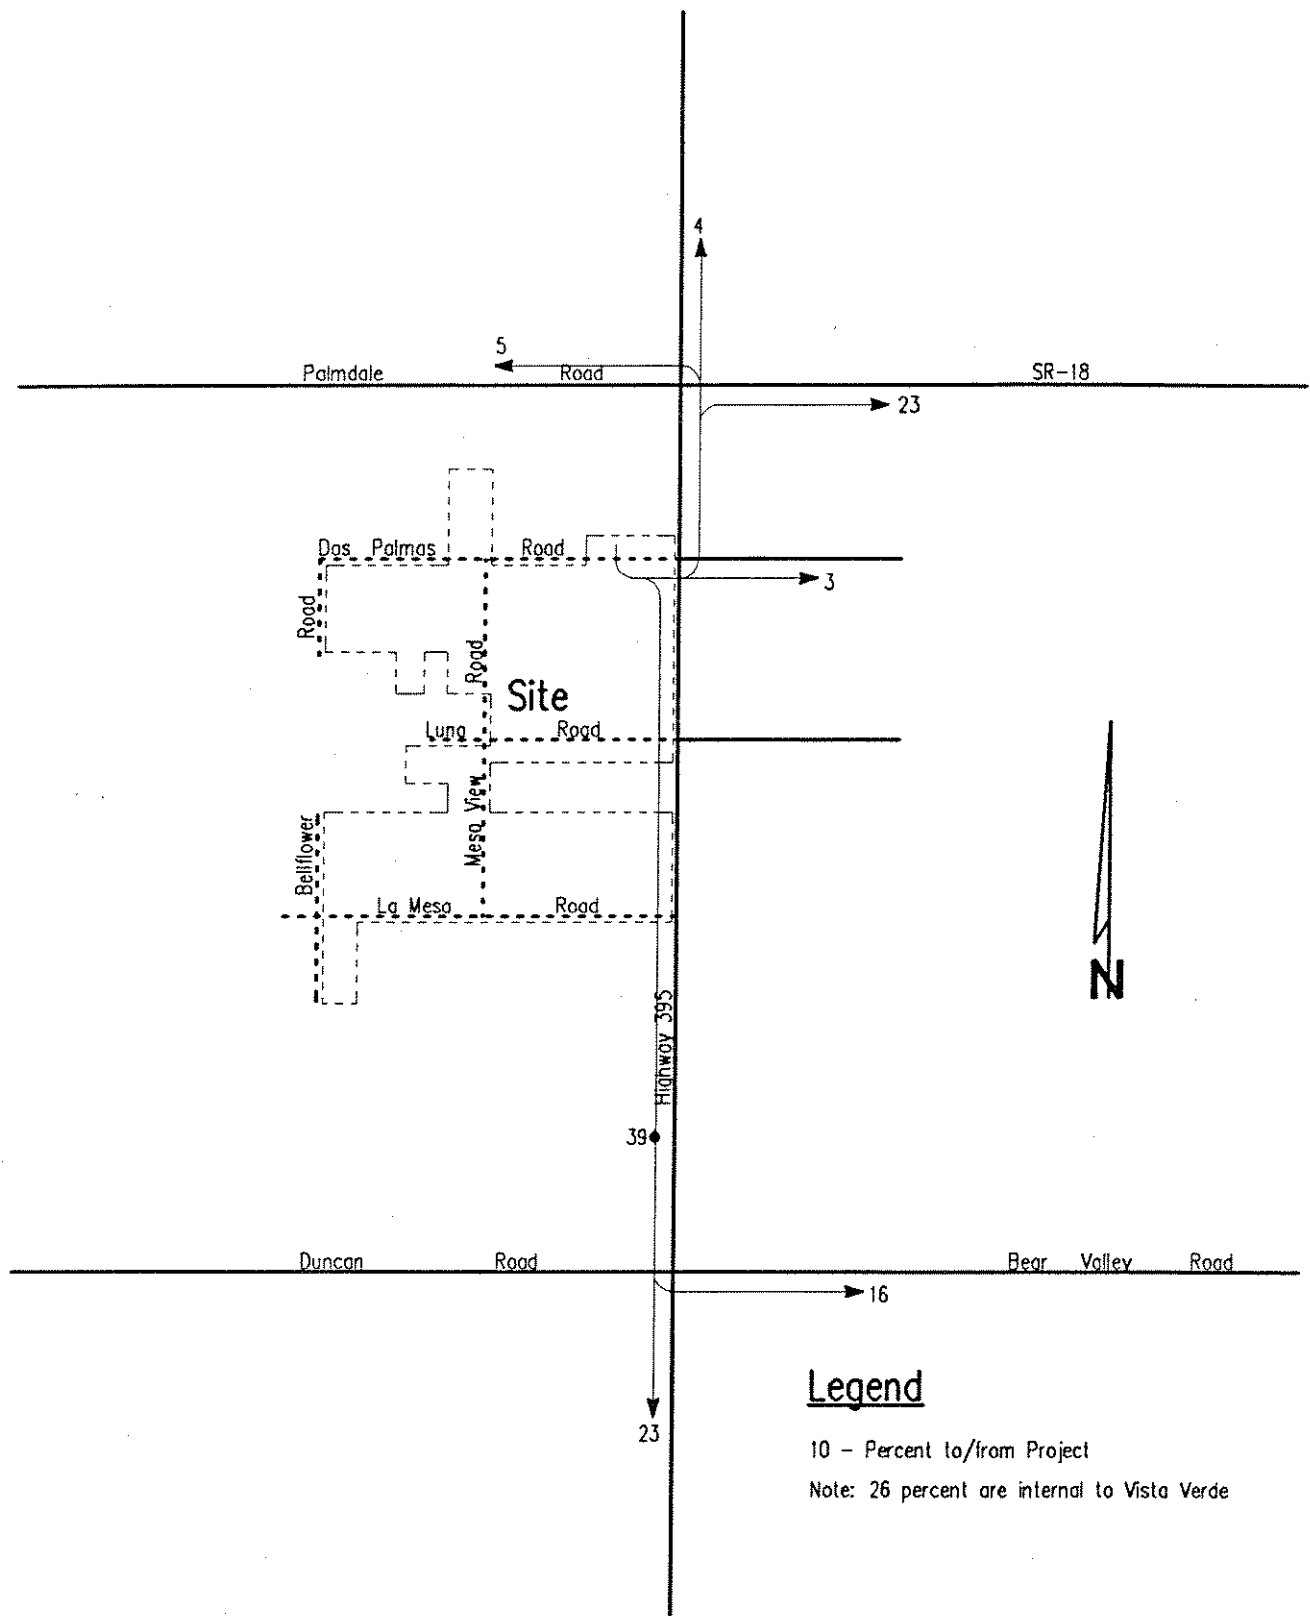 4
5
Palmdale Road SR-18
23
Dos Palmas Road
3
Road
Road
Site
Luna Road
Mesa View
Bellflower
La Mesa Road
Highway 395
N
39
Duncan Road Bear Valley Road
16
23
Legend
10 - Percent to/from Project
Note: 26 percent are internal to Vista Verde